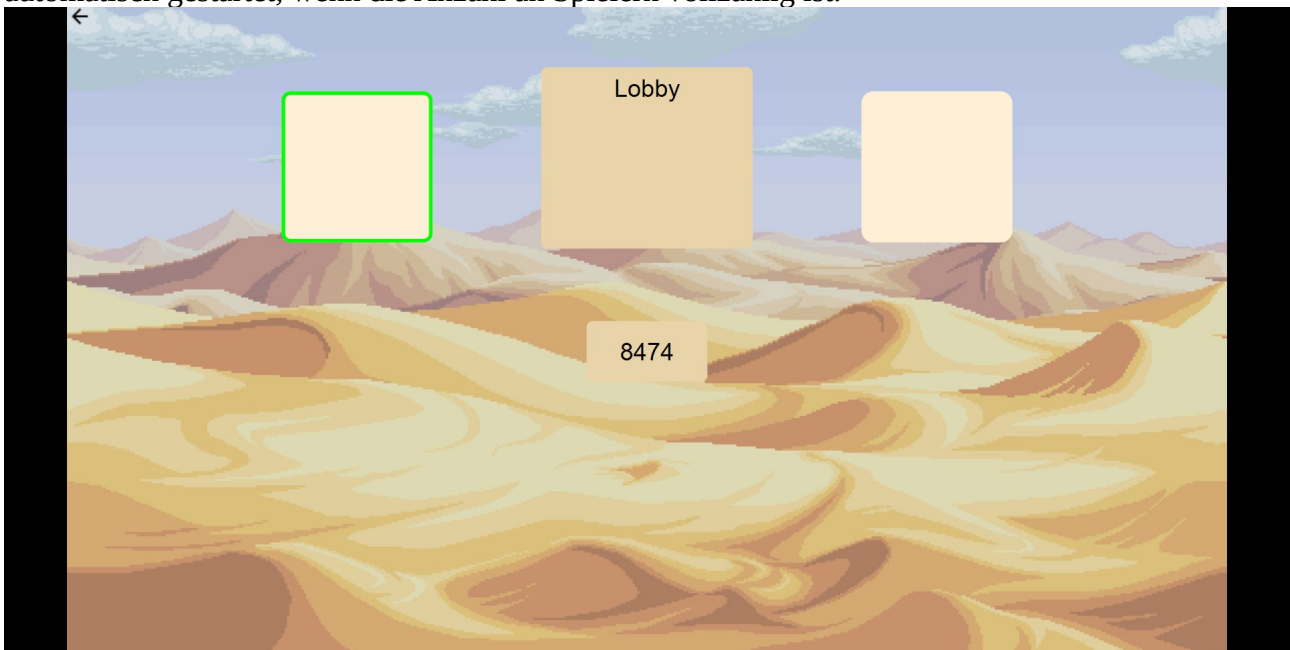 automatisch gestartet, wenn die Anzahl an Spielern vollzählig ist.
←
Lobby
8474